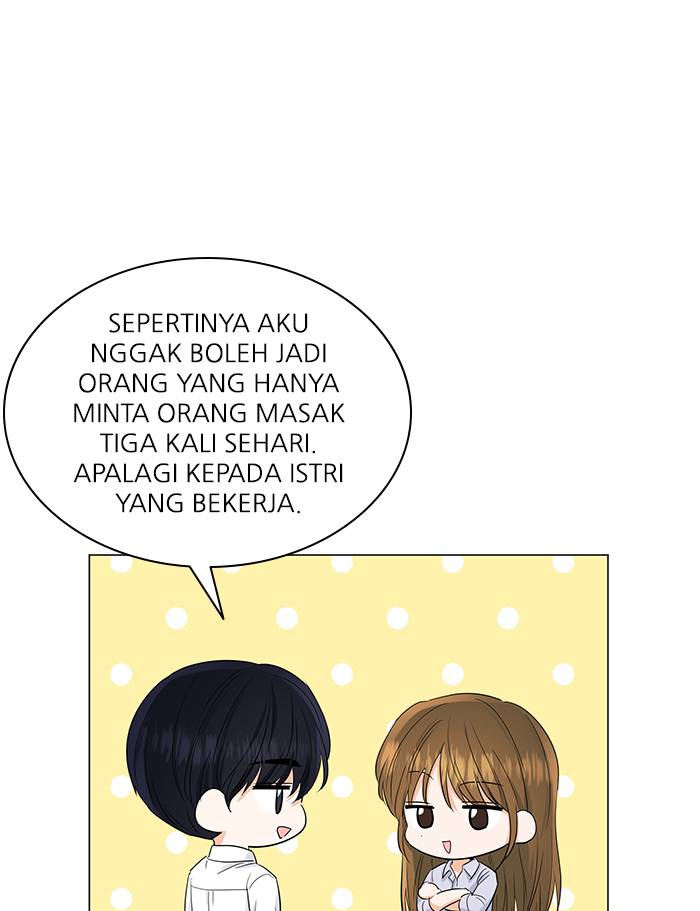 SEPERTINYA AKU
NGGAK BOLEH JADI
ORANG YANG HANYA
MINTA ORANG MASAK
TIGA KALI SEHARI.
APALAGI KEPADA ISTRI
YANG BEKERJA.